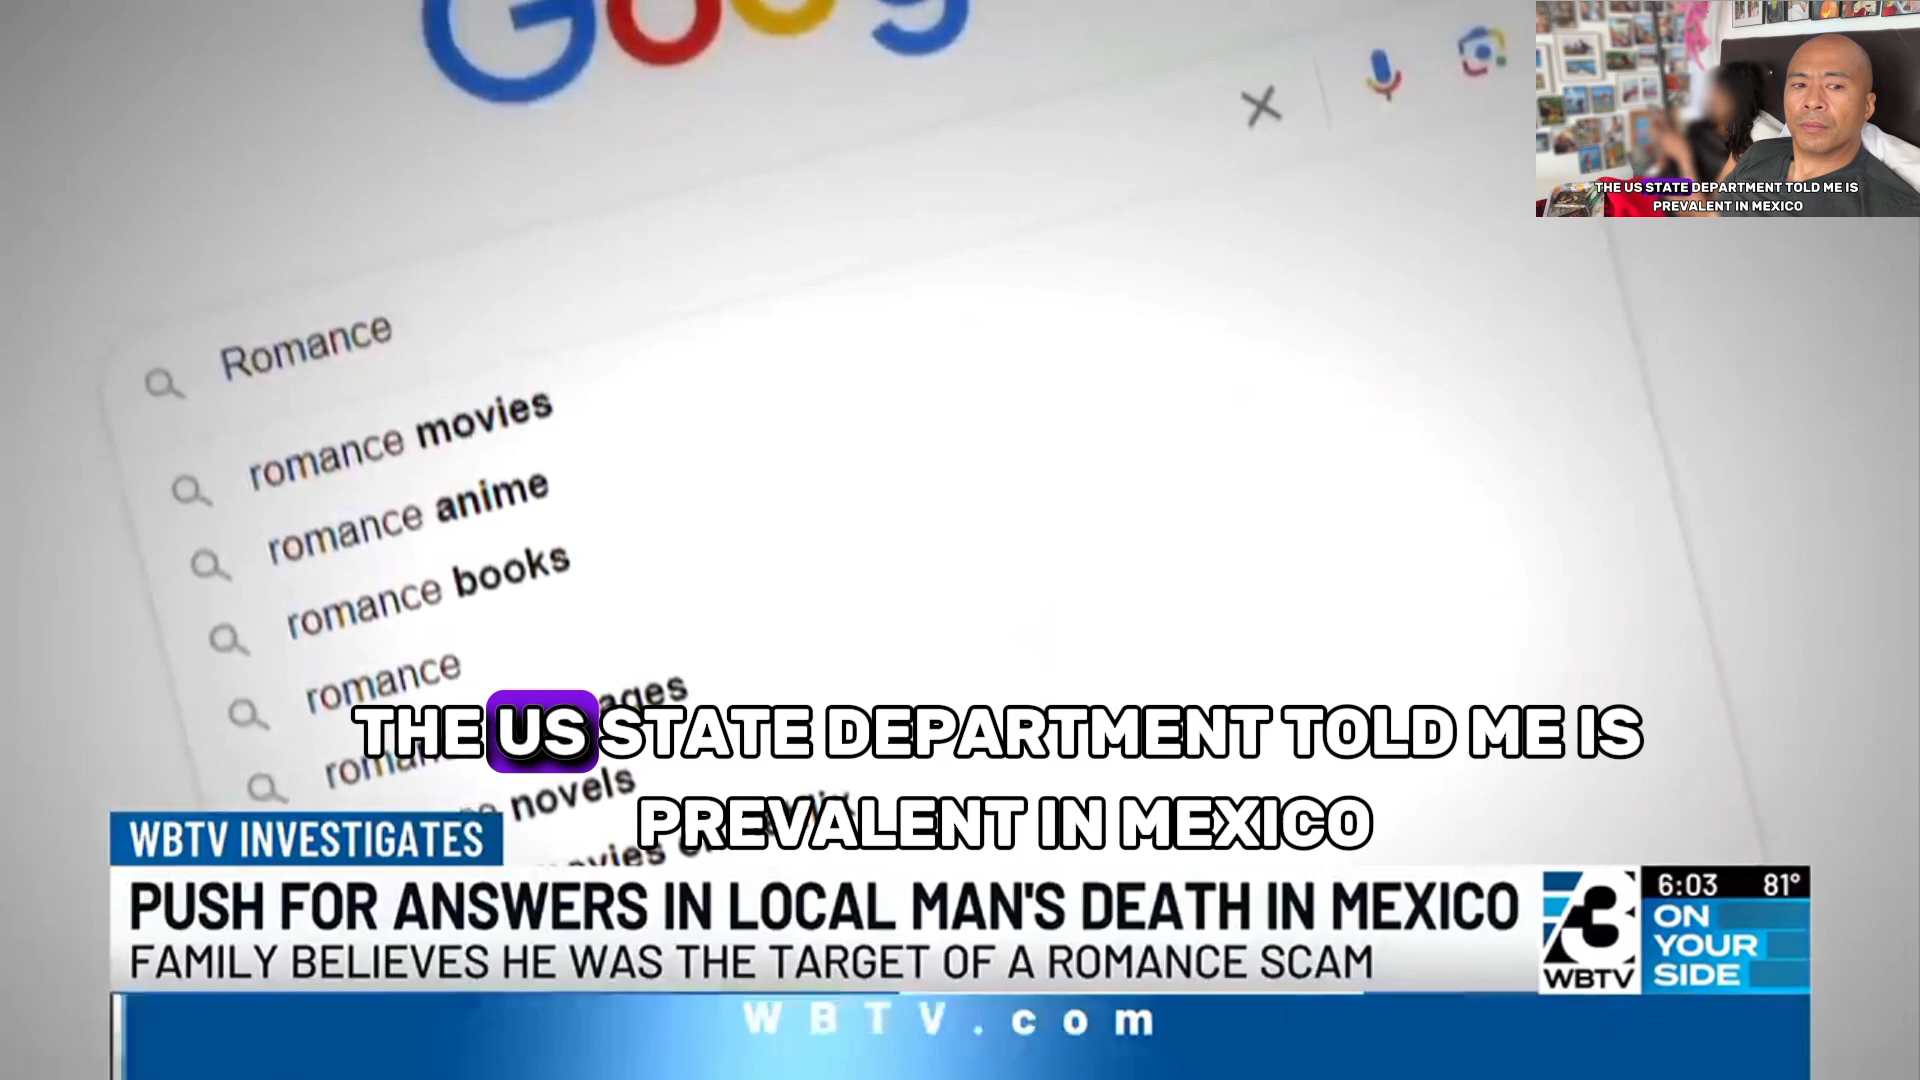 Goog
Romance
romance movies
romance anime
romance books
romance
ages
novels
THE US STATE DEPARTMENT TOLD ME IS
PREVALENT IN MEXICO
WBTV INVESTIGATES
PUSH FOR ANSWERS IN LOCAL MAN'S DEATH IN MEXICO
FAMILY BELIEVES HE WAS THE TARGET OF A ROMANCE SCAM
3
WBTV
6:03 81°
ON
YOUR
SIDE
WBTV.com
THE US STATE DEPARTMENT TOLD ME IS
PREVALENT IN MEXICO